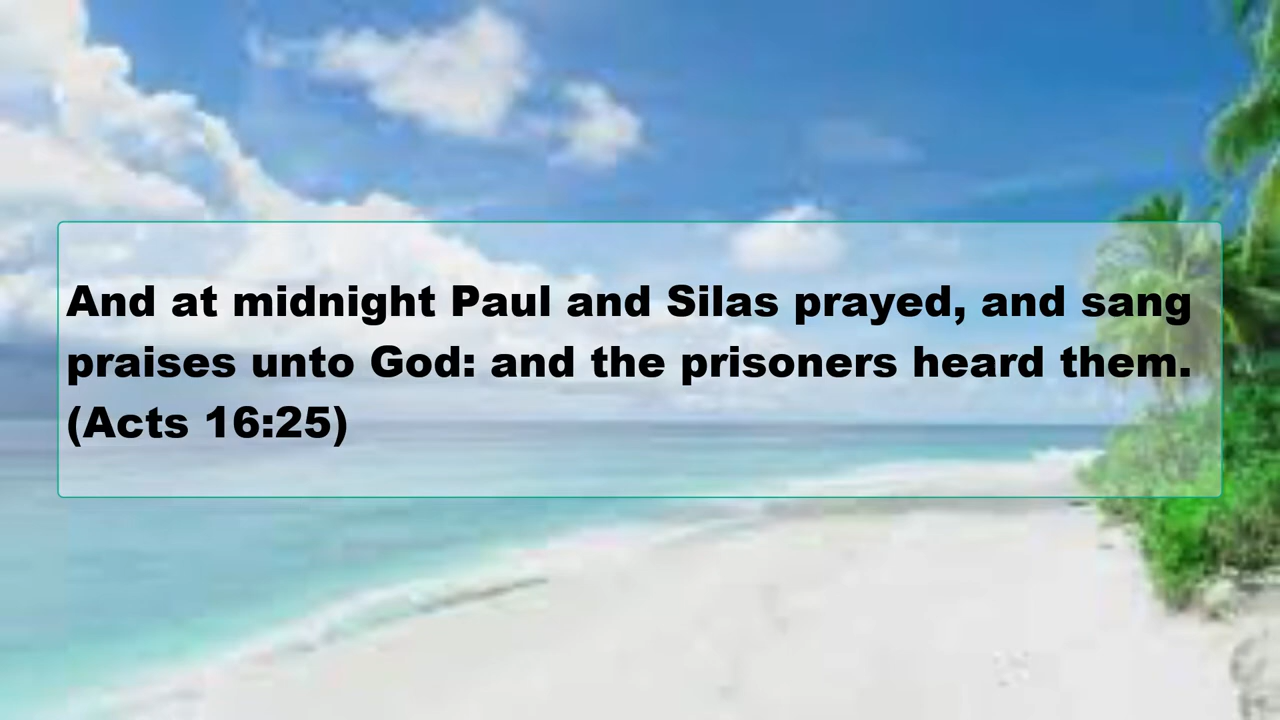 And at midnight Paul and Silas prayed, and sang
praises unto God: and the prisoners heard them.
(Acts 16:25)